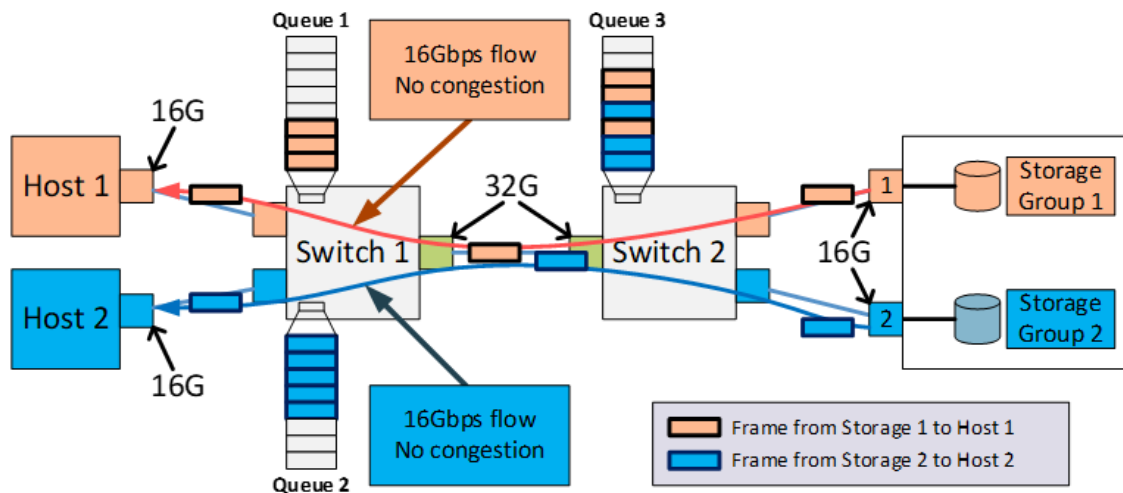 Queue 1
Queue 3
16Gbps flow
No congestion
16G
Host 1
32G
1
Storage
Group 1
Switch 1
Switch 2
16G
Host 2
2
Storage
Group 2
16G
16Gbps flow
No congestion
Frame from Storage 1 to Host 1
Frame from Storage 2 to Host 2
Queue 2